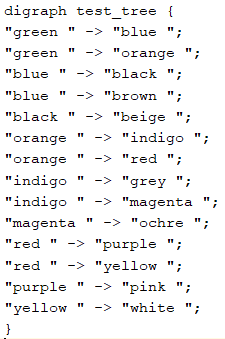 digraph test_tree {
"green " -> "blue ";
"green " -> "orange ";
"blue " -> "black ";
"blue " -> "brown ";
"black " -> "beige ";
"orange " -> "indigo ";
"orange " -> "red ";
"indigo " -> "grey ";
"indigo " -> "magenta ";
"magenta " -> "ochre ";
"red " -> "purple ";
"red " -> "yellow ";
"purple " -> "pink ";
"yellow " -> "white ";
}